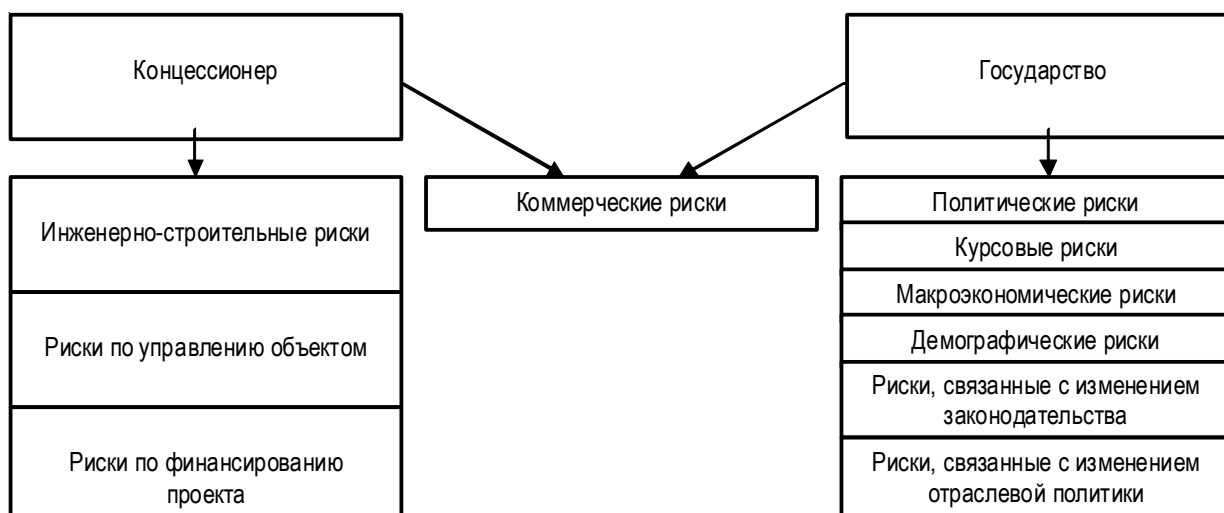 Концессионер
Государство
Коммерческие риски
Инженерно-строительные риски
Риски по управлению объектом
Риски по финансированию
проекта
Политические риски
Курсовые риски
Макроэкономические риски
Демографические риски
Риски, связанные с изменением
законодательства
Риски, связанные с изменением
отраслевой политики